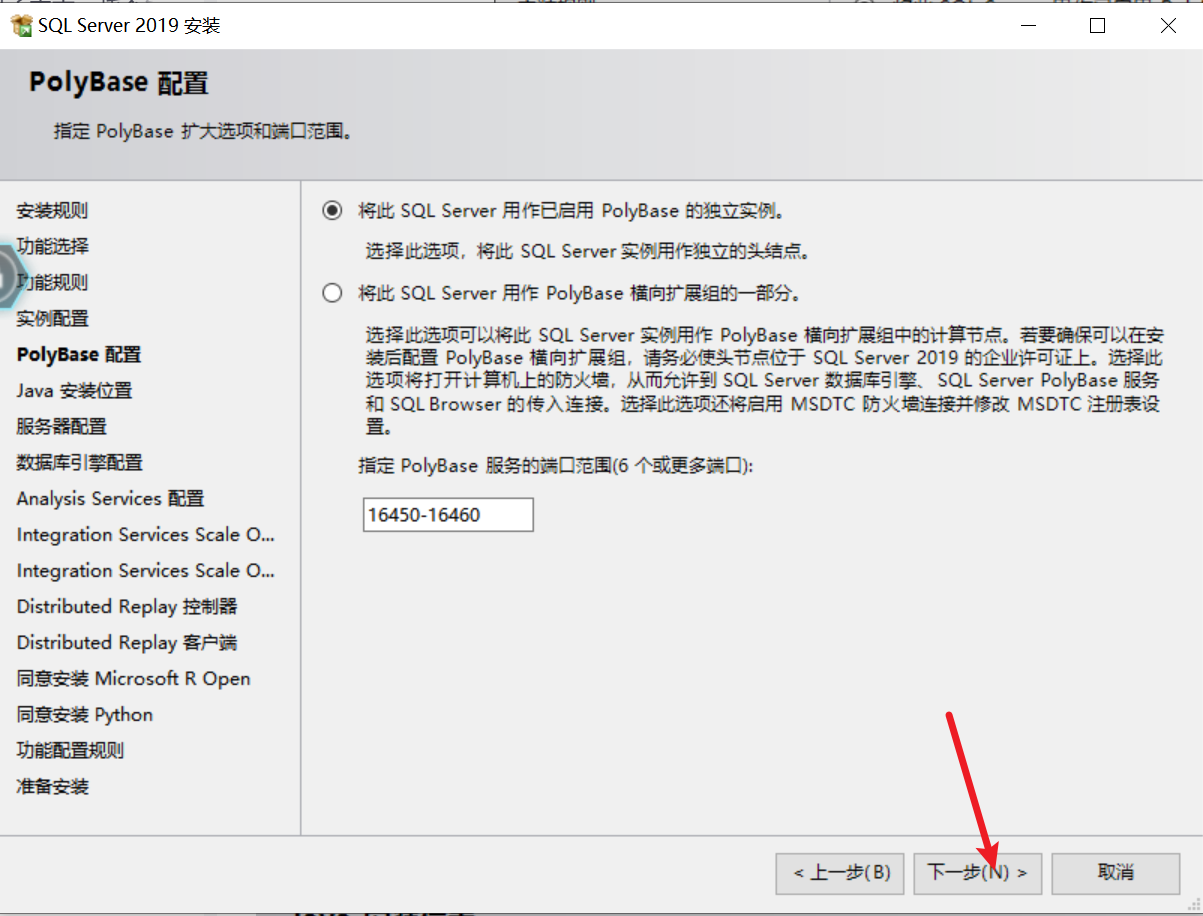 SQL Server 2019 安装
PolyBase 配置
指定 PolyBase 扩大选项和端口范围。
安装规则
功能选择
功能规则
实例配置
PolyBase 配置
Java 安装位置
服务器配置
数据库引擎配置
Analysis Services 配置
Integration Services Scale O...
Integration Services Scale O...
Distributed Replay 控制器
Distributed Replay 客户端
同意安装 Microsoft R Open
同意安装 Python
功能配置规则
准备安装
将此 SQL Server 用作已启用 PolyBase 的独立实例。
选择此选项，将此 SQL Server 实例用作独立的头结点。
将此 SQL Server 用作 PolyBase 横向扩展组的一部分。
选择此选项可以将此 SQL Server 实例用作 PolyBase 横向扩展组中的计算节点。若要确保可以在安
装后配置 PolyBase 横向扩展组，请务必使头节点位于 SQL Server 2019 的企业许可证上。选择此
选项将打开计算机上的防火墙，从而允许到 SQL Server 数据库引擎、SQL Server PolyBase 服务
和 SQL Browser 的传入连接。选择此选项还将启用 MSDTC 防火墙连接并修改 MSDTC 注册表设
置。
指定 PolyBase 服务的端口范围(6 个或更多端口):
16450-16460
< 上一步(B)
下一步(N) >
取消